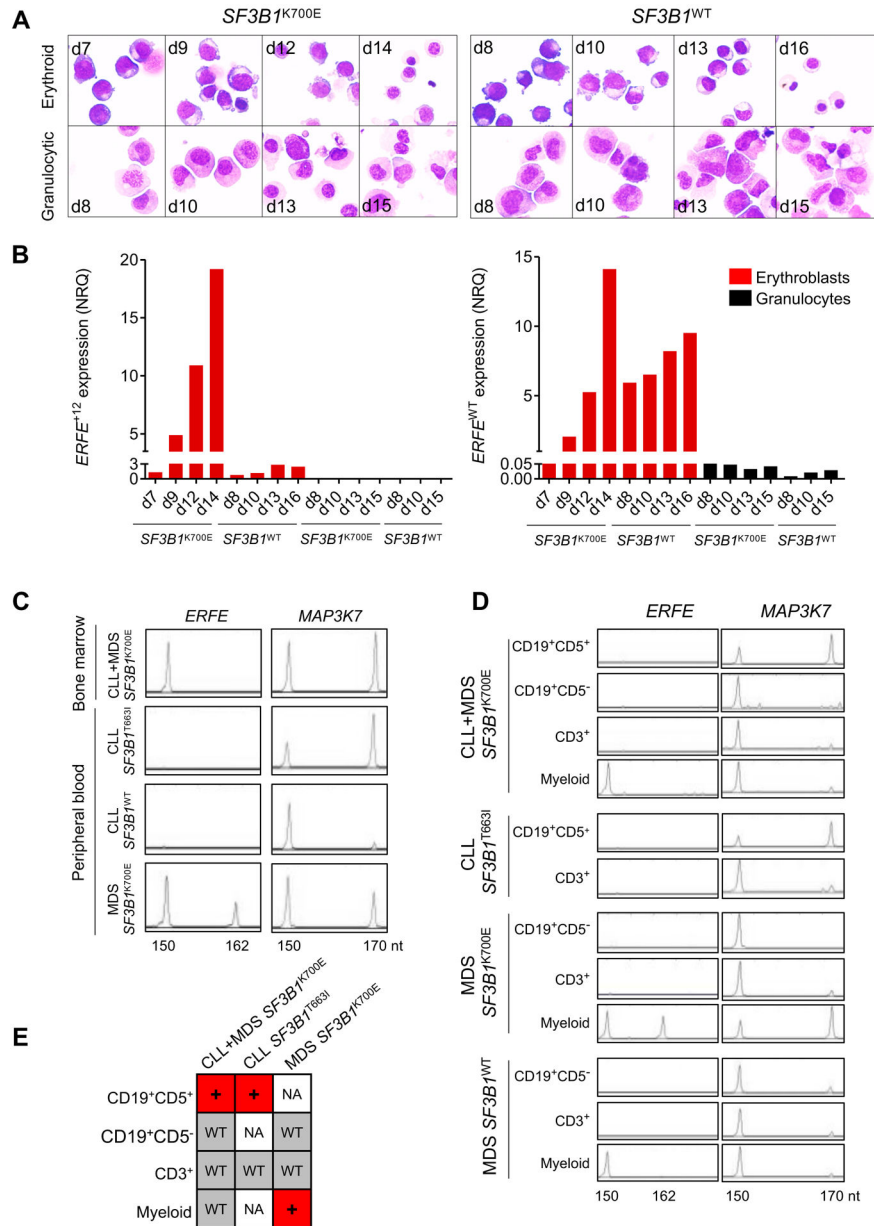 A
SF3B1K700E
SF3B1WT
Erythroid
d7
d9
d12
d14
d8
d10
d13
d16
Granulocytic
d8
d10
d13
d15
d8
d10
d13
d15
B
ERFE+12 expression (NRQ)
20
15
10
5
3
0
d7
d9
d12
d14
d8
d10
d13
d16
d8
d10
d13
d15
d8
d10
d15
SF3B1K700E
SF3B1WT
SF3B1K700E
SF3B1WT
ERFEWT expression (NRQ)
15
10
5
0.05
0.00
d7
d9
d12
d14
d8
d10
d13
d16
d8
d10
d13
d15
d8
d10
d15
SF3B1K700E
SF3B1WT
SF3B1K700E
SF3B1WT
Erythroblasts
Granulocytes
C
ERFE
MAP3K7
Bone marrow
CLL+MDS
SF3B1K700E
Peripheral blood
CLL
SF3B1T663I
CLL
SF3B1WT
MDS
SF3B1K700E
150
162
150
170 nt
D
ERFE
MAP3K7
CLL+MDS
SF3B1K700E
CD19+CD5+
CD19+CD5-
CD3+
Myeloid
CLL
SF3B1T663I
CD19+CD5+
CD3+
MDS
SF3B1K700E
CD19+CD5-
CD3+
Myeloid
MDS SF3B1WT
CD19+CD5-
CD3+
Myeloid
150
162
150
170 nt
E
CLL+MDS SF3B1K700E
CLL SF3B1T663I
MDS SF3B1K700E
CD19+CD5+ + + NA
CD19+CD5- WT NA WT
CD3+ WT WT WT
Myeloid WT NA +